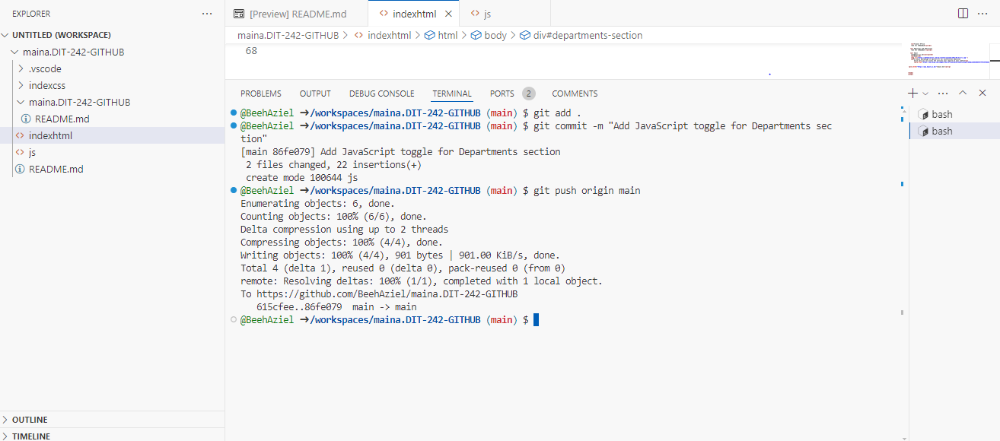 EXPLORER
UNTITLED (WORKSPACE)
maina.DIT-242-GITHUB
.vscode
indexcss
maina.DIT-242-GITHUB
README.md
indexhtml
js
README.md
OUTLINE
TIMELINE
[Preview] README.md
indexhtml
js
maina.DIT-242-GITHUB > indexhtml > html > body > div#departments-section
68
PROBLEMS OUTPUT DEBUG CONSOLE TERMINAL PORTS 2 COMMENTS
@BeehAziel ➜/workspaces/maina.DIT-242-GITHUB (main) $ git add .
@BeehAziel ➜/workspaces/maina.DIT-242-GITHUB (main) $ git commit -m "Add JavaScript toggle for Departments sec
tion"
[main 86fe079] Add JavaScript toggle for Departments section
2 files changed, 22 insertions(+)
create mode 100644 js
@BeehAziel ➜/workspaces/maina.DIT-242-GITHUB (main) $ git push origin main
Enumerating objects: 6, done.
Counting objects: 100% (6/6), done.
Delta compression using up to 2 threads
Compressing objects: 100% (4/4), done.
Writing objects: 100% (4/4), 901 bytes | 901.00 KiB/s, done.
Total 4 (delta 1), reused 0 (delta 0), pack-reused 0 (from 0)
remote: Resolving deltas: 100% (1/1), completed with 1 local object.
To https://github.com/BeehAziel/maina.DIT-242-GITHUB
615cfee..86fe079 main -> main
@BeehAziel ➜/workspaces/maina.DIT-242-GITHUB (main) $
bash
bash